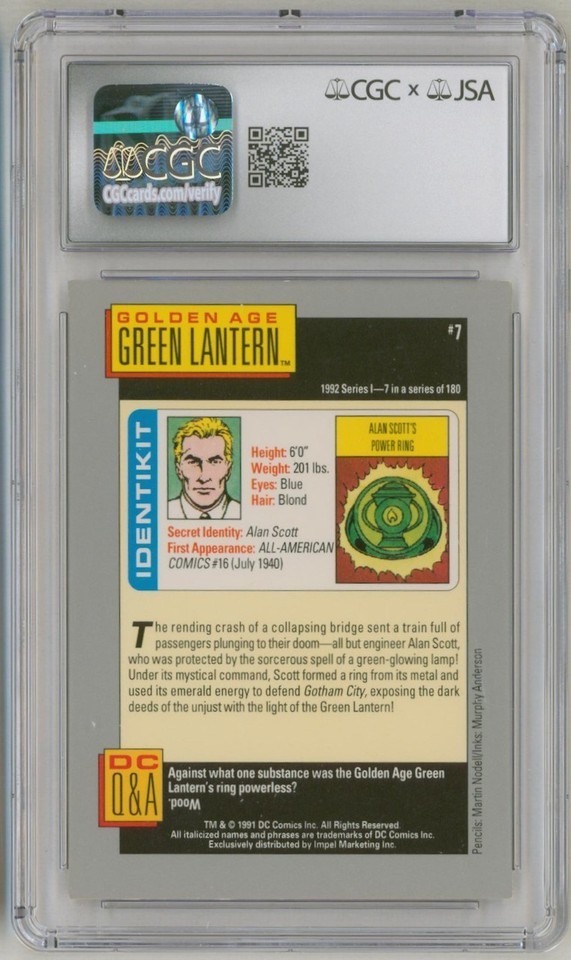 CGC x JSA
CGC
CGCcards.com/verify
GOLDEN AGE
GREEN LANTERN™
#7
1992 Series I—7 in a series of 180
IDENTIKIT
Height: 6'0"
Weight: 201 lbs.
Eyes: Blue
Hair: Blond
Secret Identity: Alan Scott
First Appearance: ALL-AMERICAN
COMICS #16 (July 1940)
ALAN SCOTT'S
POWER RING
The rending crash of a collapsing bridge sent a train full of
passengers plunging to their doom—all but engineer Alan Scott,
who was protected by the sorcerous spell of a green-glowing lamp!
Under its mystical command, Scott formed a ring from its metal and
used its emerald energy to defend Gotham City, exposing the dark
deeds of the unjust with the light of the Green Lantern!
Pencils: Martin Nodell/Inks: Murphy Anderson
DC
Q&A
Against what one substance was the Golden Age Green
Lantern's ring powerless?
Wood.
TM & © 1991 DC Comics Inc. All Rights Reserved.
All italicized names and phrases are trademarks of DC Comics Inc.
Exclusively distributed by Impel Marketing Inc.